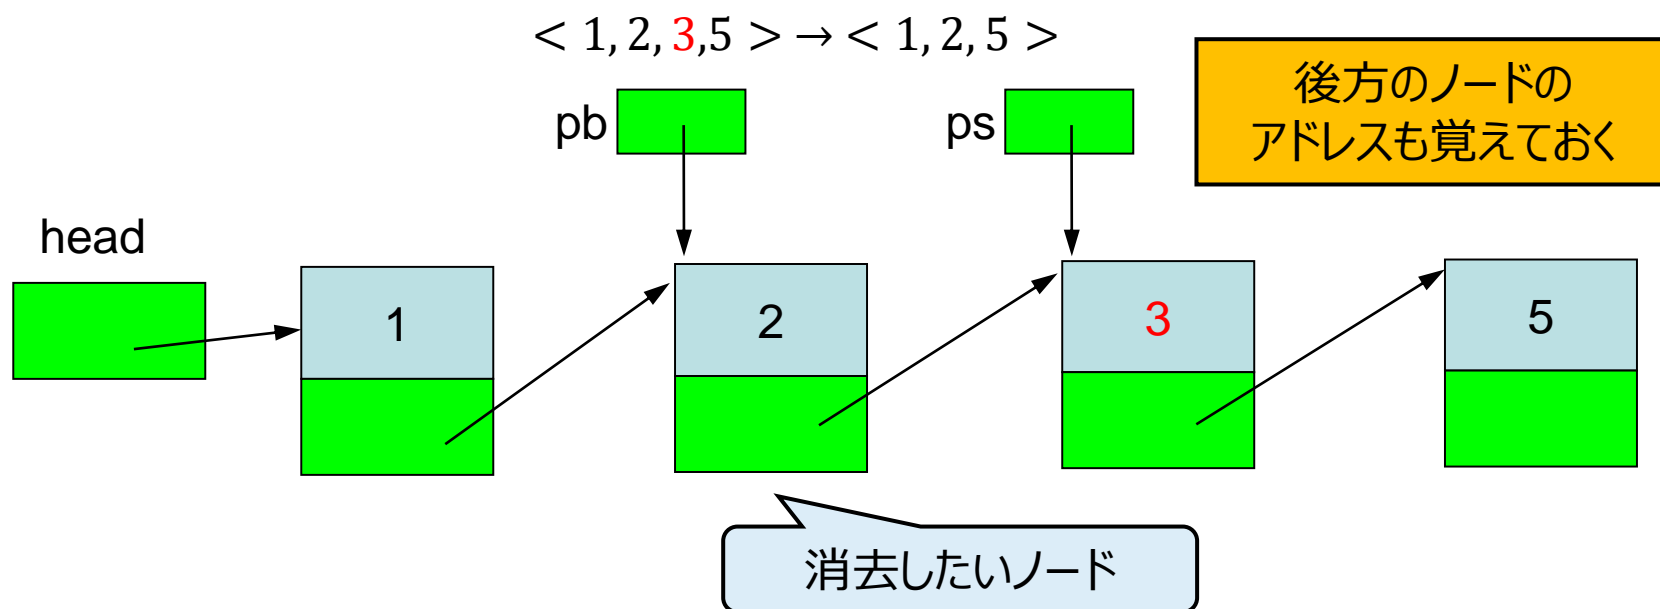 < 1, 2, 3,5 > → < 1, 2, 5 >
後方のノードの
アドレスも覚えておく
pb
ps
head
1
2
3
5
消去したいノード